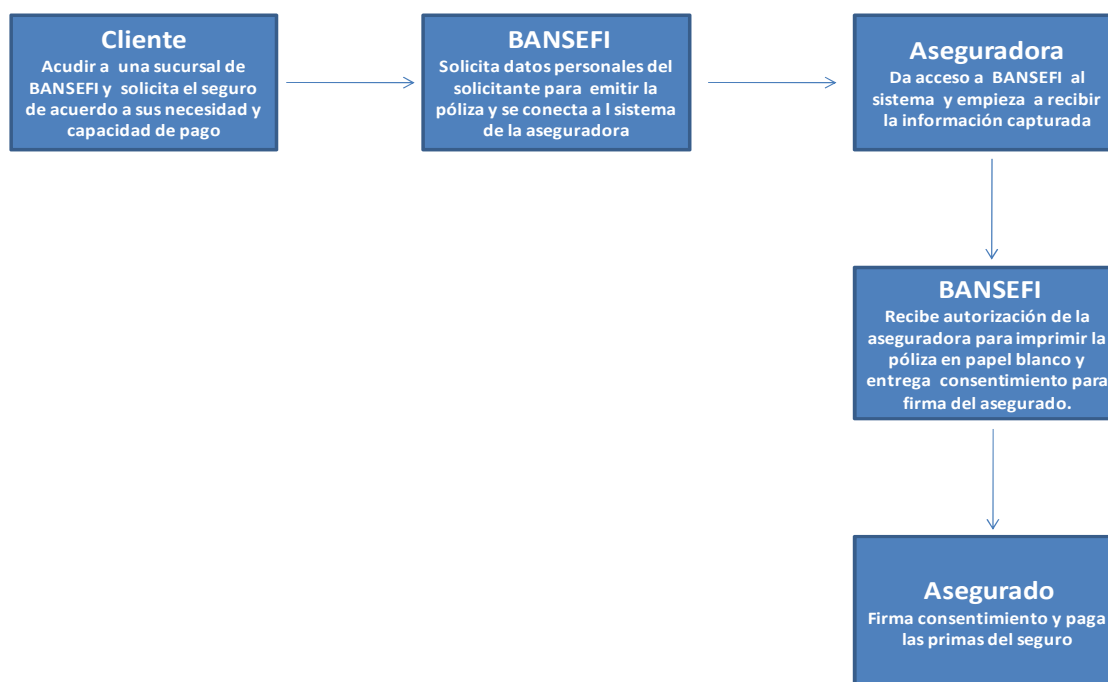 Cliente
Acudir a una sucursal de
BANSEFI y solicita el seguro
de acuerdo a sus necesidad y
capacidad de pago
BANSEFI
Solicita datos personales del
solicitante para emitir la
póliza y se conecta a l sistema
de la aseguradora
Aseguradora
Da acceso a BANSEFI al
sistema y empieza a recibir
la información capturada
BANSEFI
Recibe autorización de la
aseguradora para imprimir la
póliza en papel blanco y
entrega consentimiento para
firma del asegurado.
Asegurado
Firma consentimiento y paga
las primas del seguro